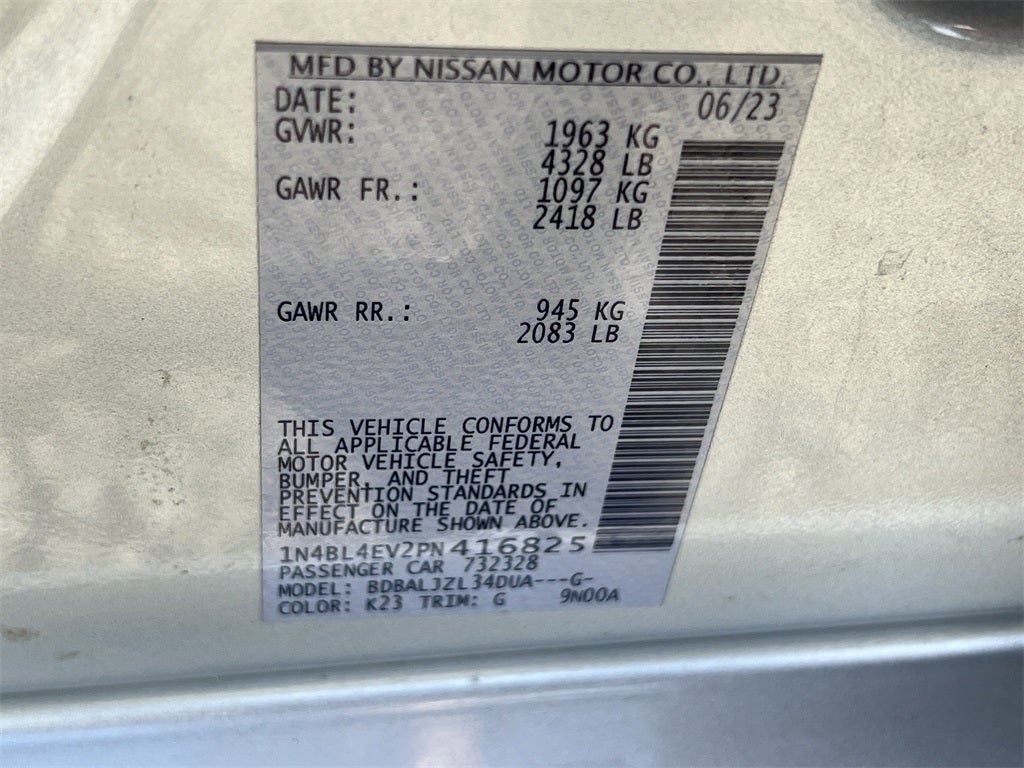 MFD BY NISSAN MOTOR CO., LTD.
DATE: 06/23
GVWR: 1963 KG
4328 LB
GAWR FR.: 1097 KG
2418 LB
GAWR RR.: 945 KG
2083 LB
THIS VEHICLE CONFORMS TO
ALL APPLICABLE FEDERAL
MOTOR VEHICLE SAFETY,
BUMPER, AND THEFT
PREVENTION STANDARDS IN
EFFECT ON THE DATE OF
MANUFACTURE SHOWN ABOVE.
1N4BL4EV2PN416825
PASSENGER CAR 732328
MODEL: BDBALJZL34DUA---G-
COLOR: K23 TRIM: G 9N00A